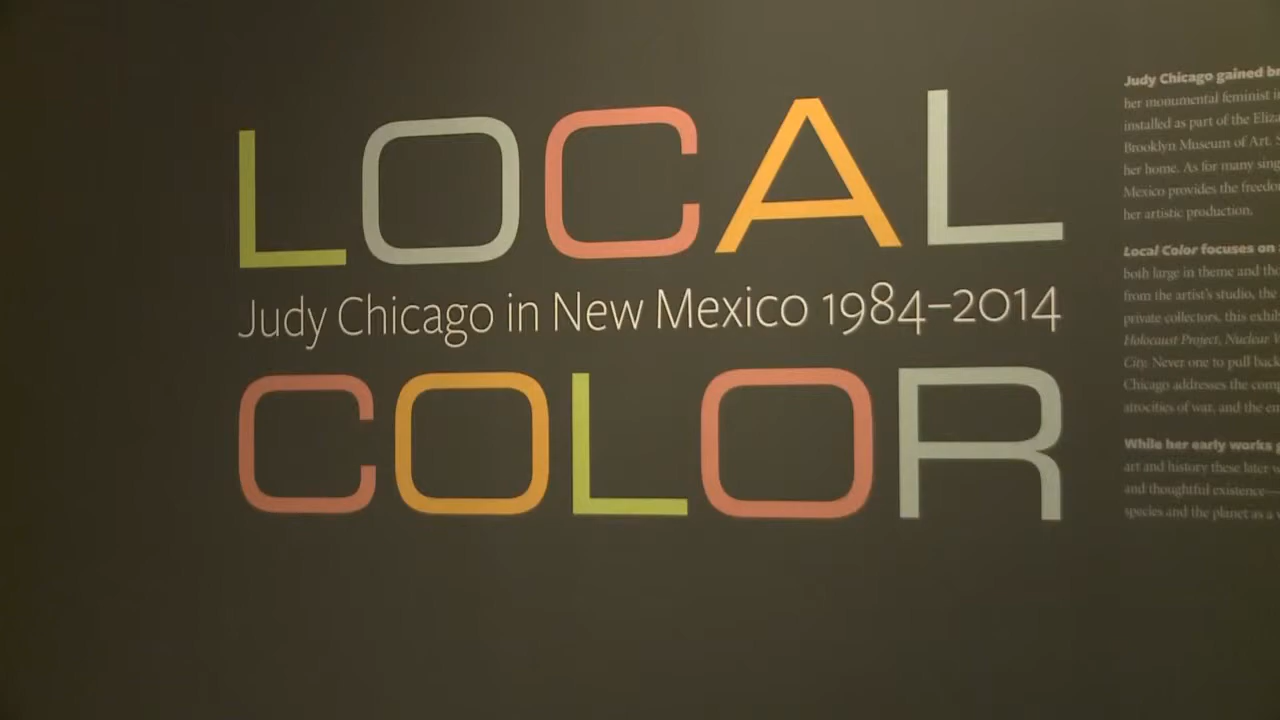 LOCAL
Judy Chicago in New Mexico 1984–2014
COLOR
Judy Chicago gained
her monumental feminist
installed as part of the
Brooklyn Museum of Art.
her home. As for many
Mexico provides the
her artistic production.
Local Color focuses on
both large in theme and
from the artist's studio, the
private collectors, this
Holocaust Project, Nuclear
City. Never one to pull back
Chicago addresses the
atrocities of war, and the
While her early works
art and history these later
and thoughtful existence—
species and the planet as a